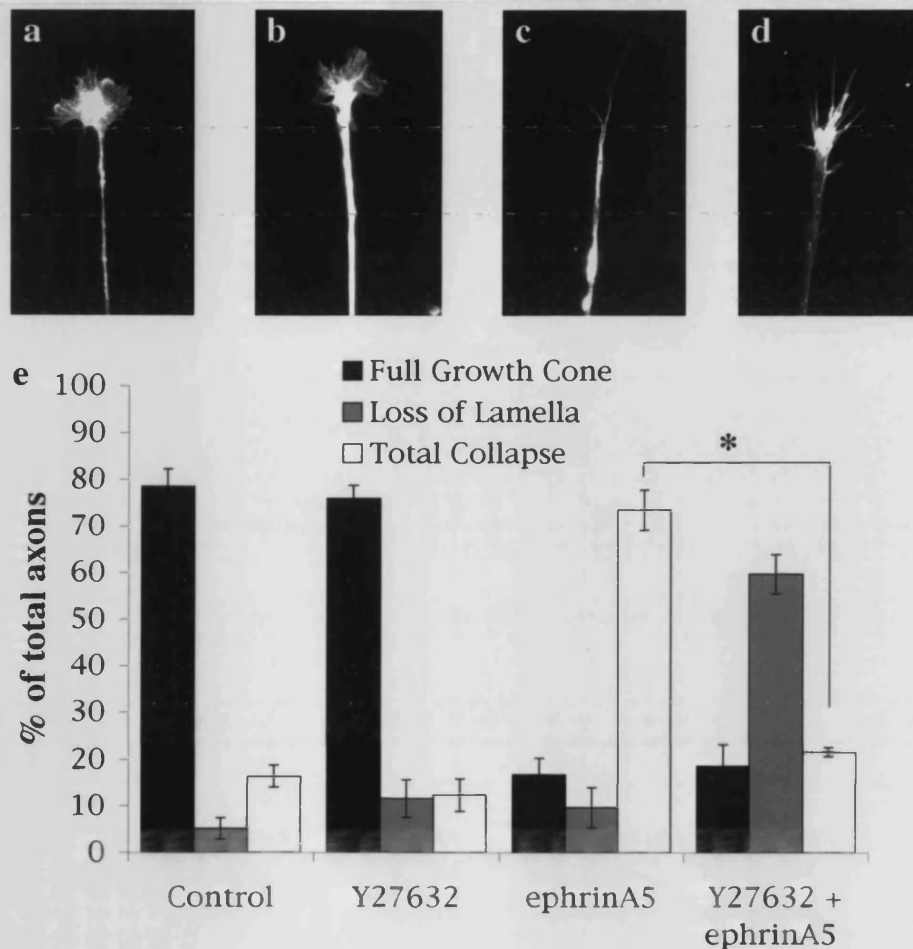 a
b
c
d
e
Full Growth Cone
Loss of Lamella
Total Collapse
*
% of total axons
100
90
80
70
60
50
40
30
20
10
0
Control
Y27632
ephrinA5
Y27632 +
ephrinA5